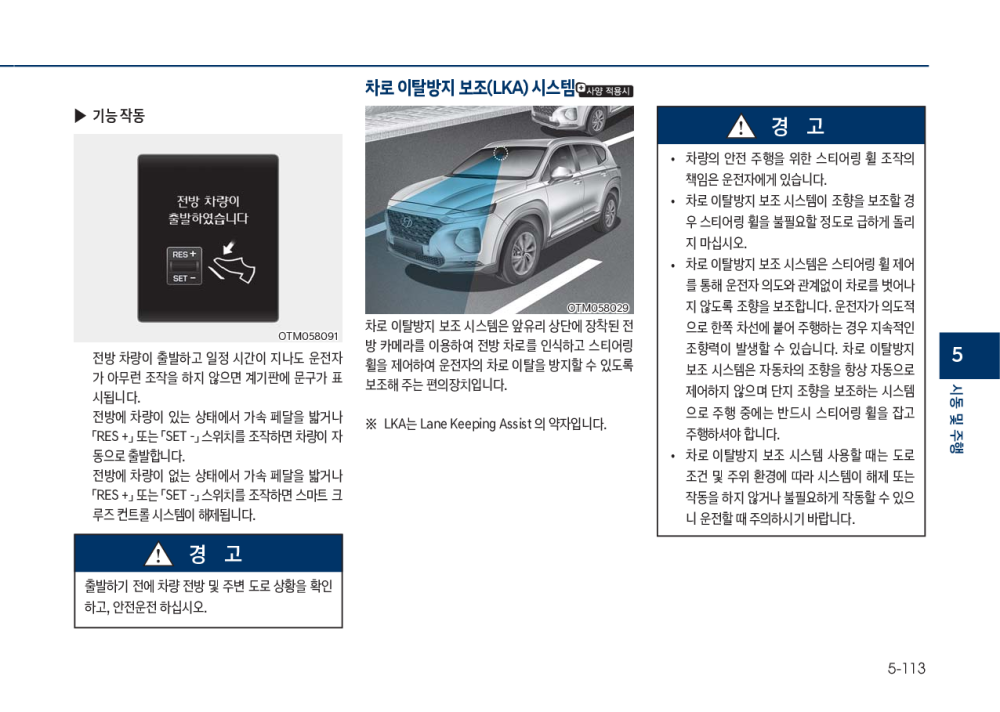 ▶ 기능 작동
전방 차량이
출발하였습니다
RES +
SET −
OTM058091
전방 차량이 출발하고 일정 시간이 지나도 운전자
가 아무런 조작을 하지 않으면 계기판에 문구가 표
시됩니다.
전방에 차량이 있는 상태에서 가속 페달을 밟거나
「RES +」 또는 「SET -」 스위치를 조작하면 차량이 자
동으로 출발합니다.
전방에 차량이 없는 상태에서 가속 페달을 밟거나
「RES +」 또는 「SET -」 스위치를 조작하면 스마트 크
루즈 컨트롤 시스템이 해제됩니다.
경 고
출발하기 전에 차량 전방 및 주변 도로 상황을 확인
하고, 안전운전 하십시오.
차로 이탈방지 보조(LKA) 시스템 사양 적용시
OTM058029
차로 이탈방지 보조 시스템은 앞유리 상단에 장착된 전
방 카메라를 이용하여 전방 차로를 인식하고 스티어링
휠을 제어하여 운전자의 차로 이탈을 방지할 수 있도록
보조해 주는 편의장치입니다.
※ LKA는 Lane Keeping Assist 의 약자입니다.
경 고
• 차량의 안전 주행을 위한 스티어링 휠 조작의
책임은 운전자에게 있습니다.
• 차로 이탈방지 보조 시스템이 조향을 보조할 경
우 스티어링 휠을 불필요할 정도로 급하게 돌리
지 마십시오.
• 차로 이탈방지 보조 시스템은 스티어링 휠 제어
를 통해 운전자 의도와 관계없이 차로를 벗어나
지 않도록 조향을 보조합니다. 운전자가 의도적
으로 한쪽 차선에 붙어 주행하는 경우 지속적인
조향력이 발생할 수 있습니다. 차로 이탈방지
보조 시스템은 자동차의 조향을 항상 자동으로
제어하지 않으며 단지 조향을 보조하는 시스템
으로 주행 중에는 반드시 스티어링 휠을 잡고
주행하셔야 합니다.
• 차로 이탈방지 보조 시스템 사용할 때는 도로
조건 및 주위 환경에 따라 시스템이 해제 또는
작동을 하지 않거나 불필요하게 작동할 수 있으
니 운전할 때 주의하시기 바랍니다.
5
시동 및 주행
5-113